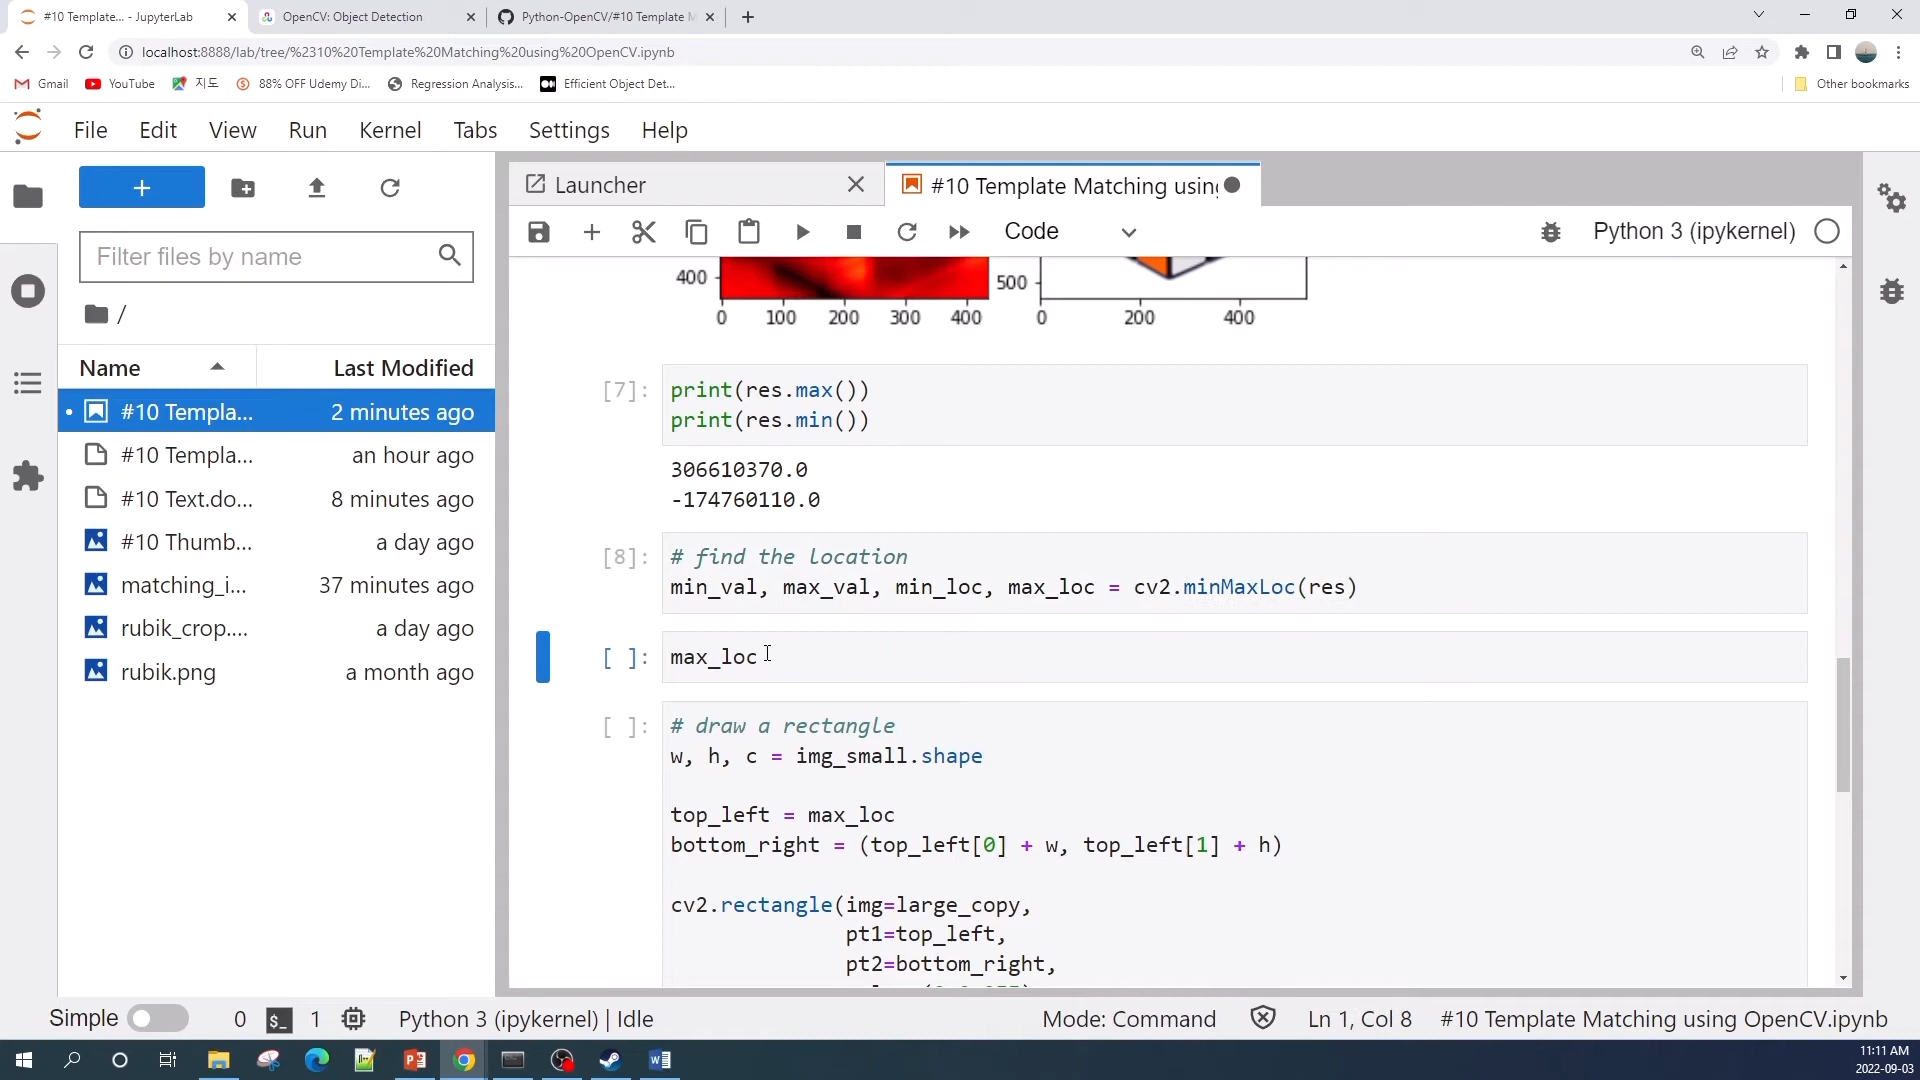 #10 Template... - JupyterLab
OpenCV: Object Detection
Python-OpenCV/#10 Template M
localhost:8888/lab/tree/%2310%20Template%20Matching%20using%20OpenCV.ipynb
Gmail
YouTube
지도
88% OFF Udemy Di...
Regression Analysis...
Efficient Object Det...
Other bookmarks
File Edit View Run Kernel Tabs Settings Help
Launcher
#10 Template Matching usin
Code
Python 3 (ipykernel)
Filter files by name
/
Name Last Modified
#10 Templa... 2 minutes ago
#10 Templa... an hour ago
#10 Text.do... 8 minutes ago
#10 Thumb... a day ago
matching_i... 37 minutes ago
rubik_crop.... a day ago
rubik.png a month ago
400 500
0 100 200 300 400 0 200 400
[7]: print(res.max())
print(res.min())
306610370.0
-174760110.0
[8]: # find the location
min_val, max_val, min_loc, max_loc = cv2.minMaxLoc(res)
[ ]: max_loc
[ ]: # draw a rectangle
w, h, c = img_small.shape
top_left = max_loc
bottom_right = (top_left[0] + w, top_left[1] + h)
cv2.rectangle(img=large_copy,
pt1=top_left,
pt2=bottom_right,
Simple 0 $_ 1 Python 3 (ipykernel) | Idle
Mode: Command Ln 1, Col 8 #10 Template Matching using OpenCV.ipynb
11:11 AM
2022-09-03